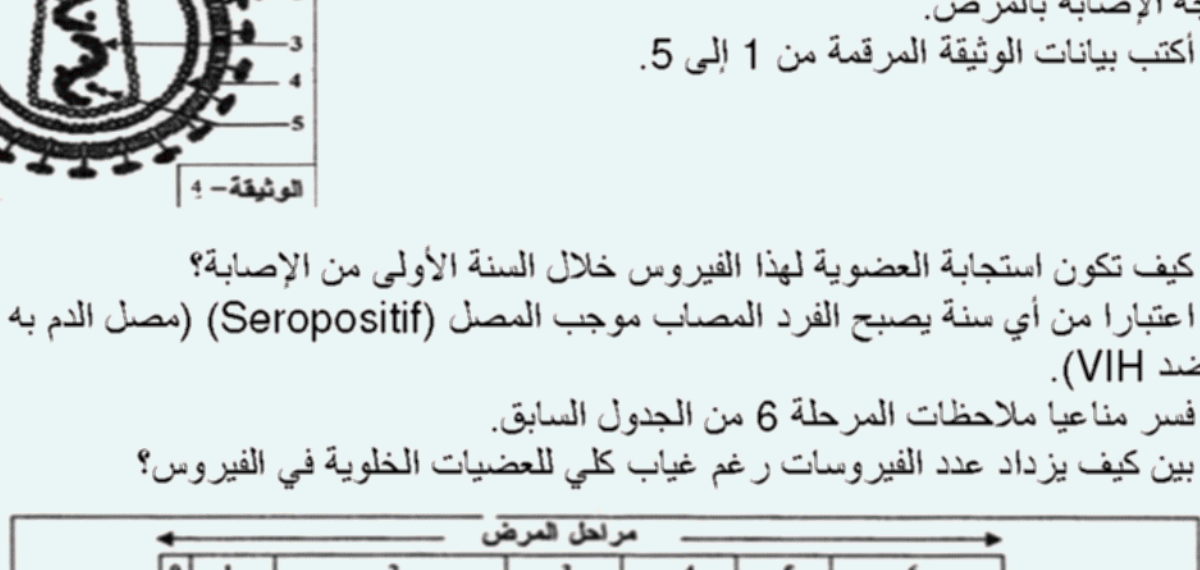 الإصابة بالمرض.
أكتب بيانات الوثيقة المرقمة من 1 إلى 5.
3
4
5
الوثيقة- 4
كيف تكون استجابة العضوية لهذا الفيروس خلال السنة الأولى من الإصابة؟
اعتبارا من أي سنة يصبح الفرد المصاب موجب المصل (Seropositif) (مصل الدم به
ضد VIH).
فسر مناعيا ملاحظات المرحلة 6 من الجدول السابق.
بين كيف يزداد عدد الفيروسات رغم غياب كلي للعضيات الخلوية في الفيروس؟
مراحل المرض